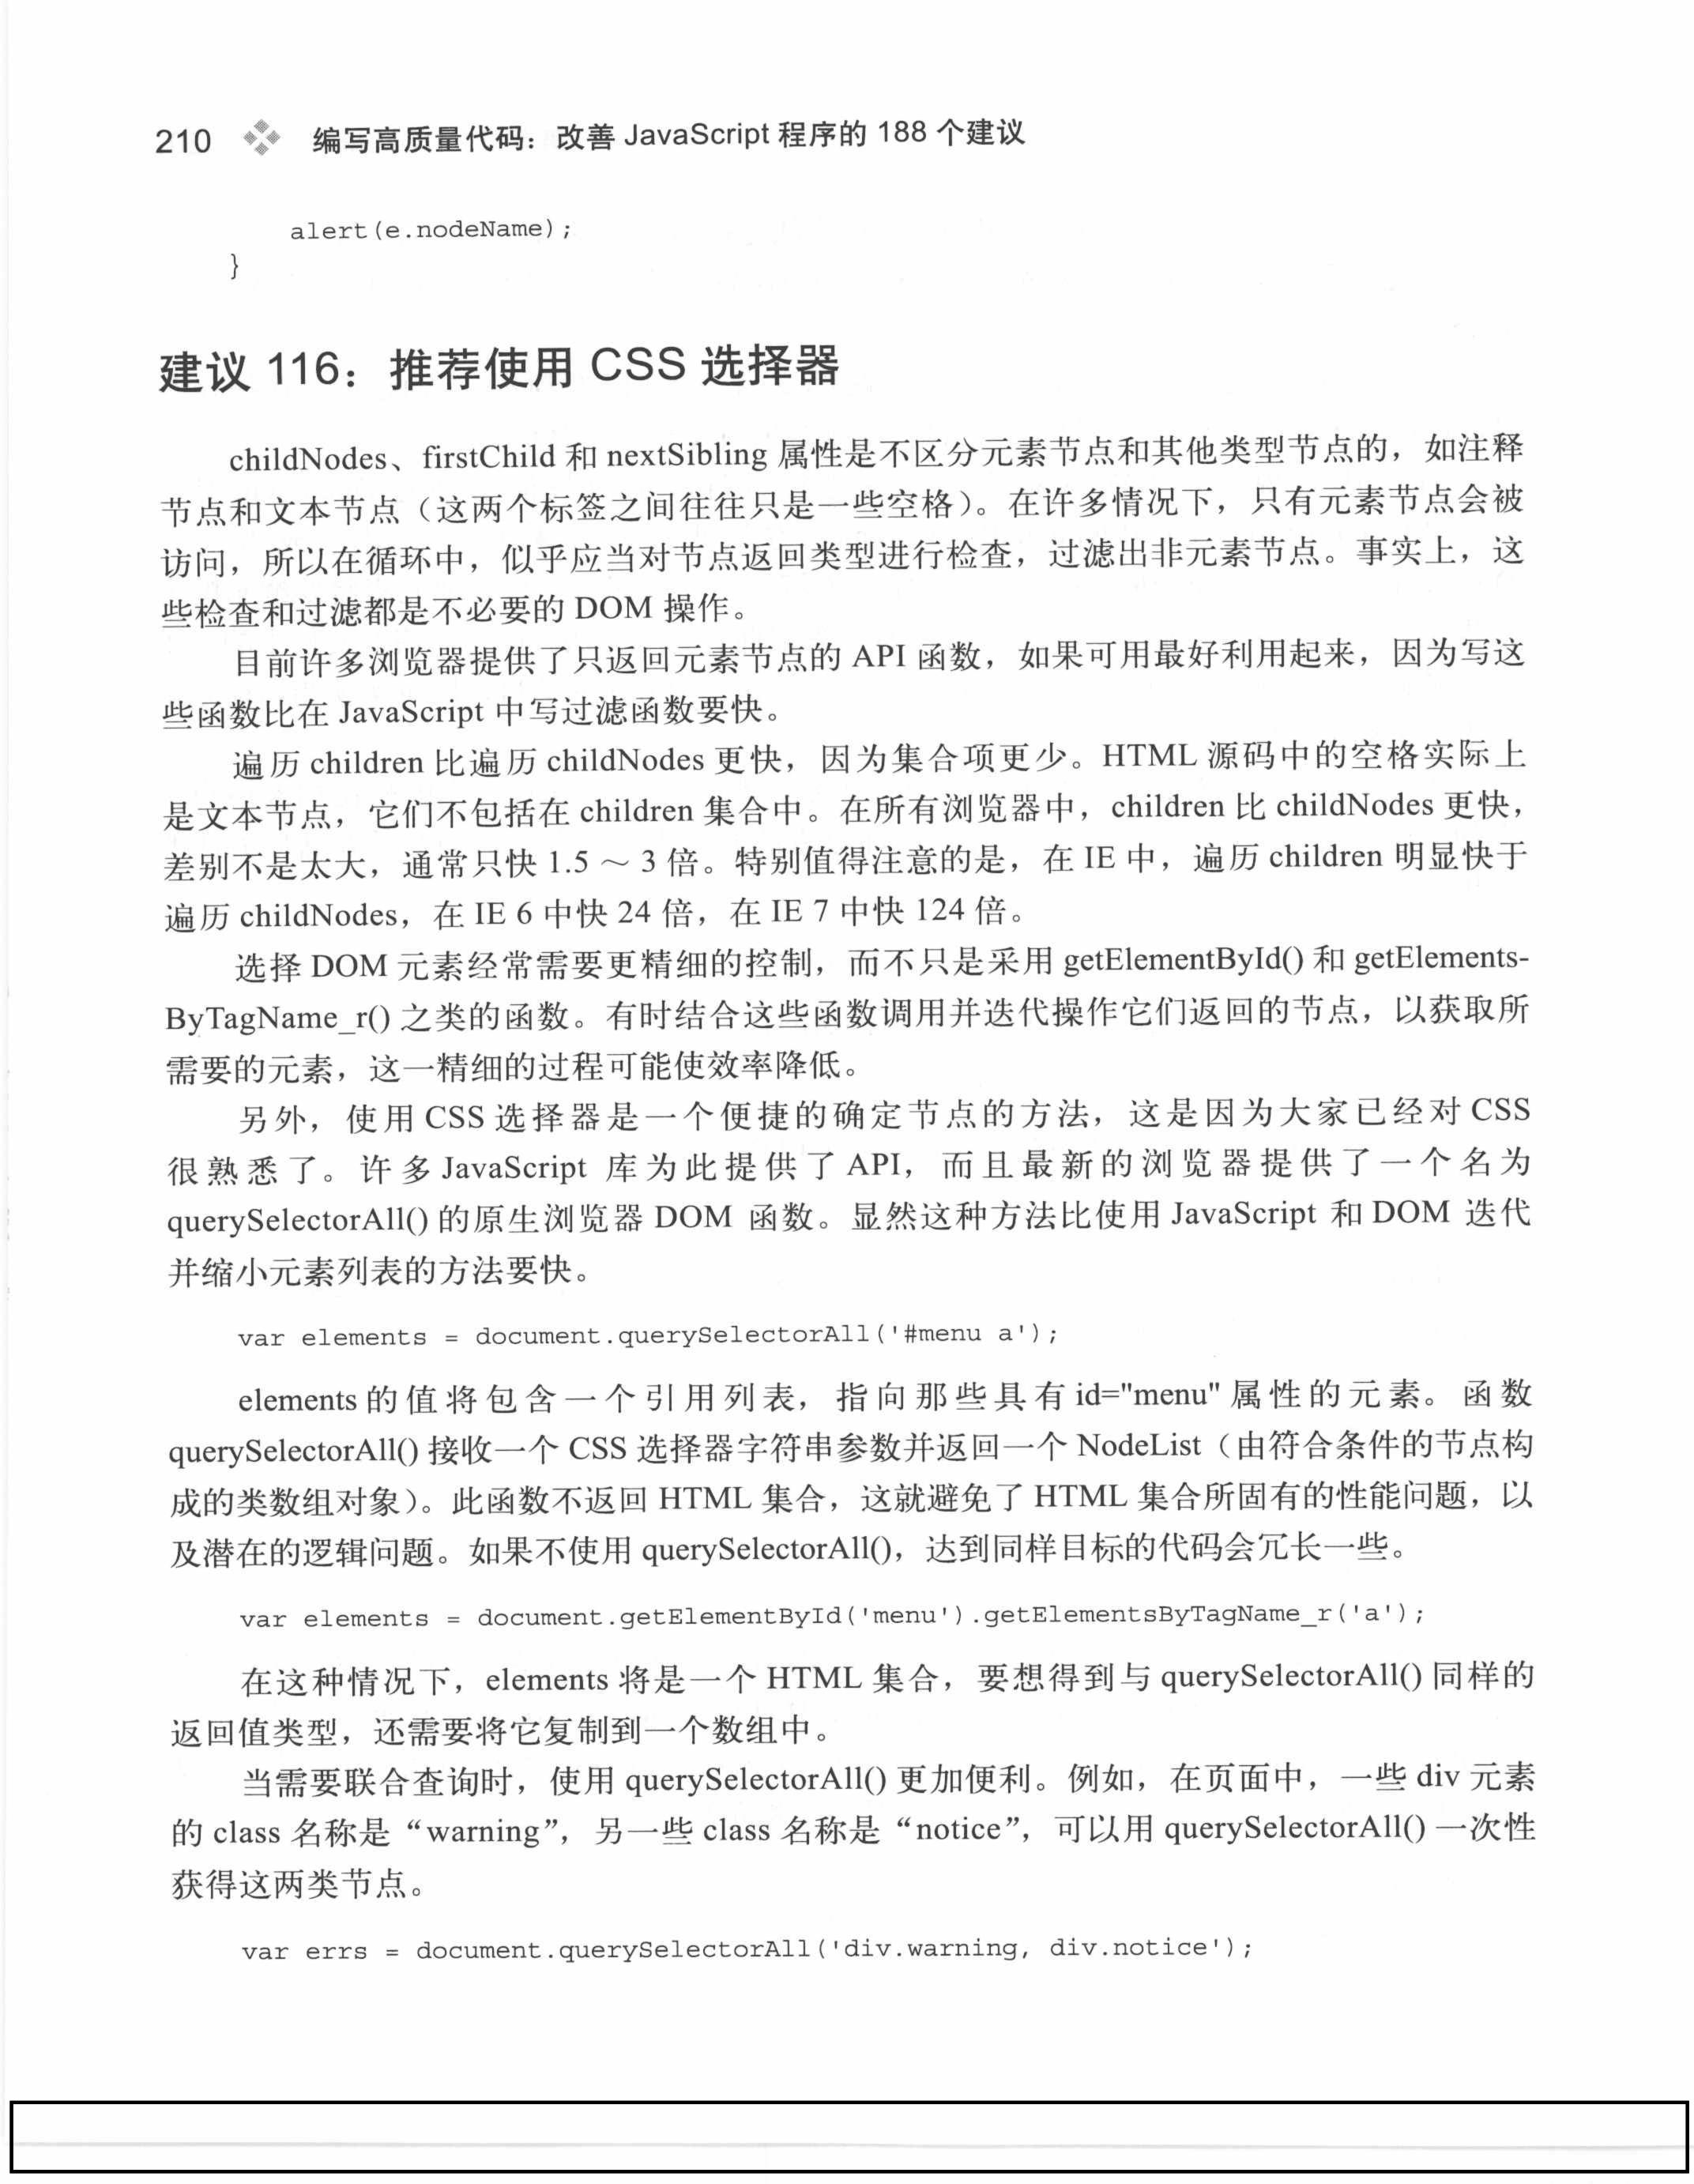 210 编写高质量代码：改善 JavaScript 程序的 188 个建议
alert(e.nodeName);
}
建议 116：推荐使用 CSS 选择器
childNodes、firstChild 和 nextSibling 属性是不区分元素节点和其他类型节点的，如注释
节点和文本节点（这两个标签之间往往只是一些空格）。在许多情况下，只有元素节点会被
访问，所以在循环中，似乎应当对节点返回类型进行检查，过滤出非元素节点。事实上，这
些检查和过滤都是不必要的 DOM 操作。
目前许多浏览器提供了只返回元素节点的 API 函数，如果可用最好利用起来，因为写这
些函数比在 JavaScript 中写过滤函数要快。
遍历 children 比遍历 childNodes 更快，因为集合项更少。HTML 源码中的空格实际上
是文本节点，它们不包括在 children 集合中。在所有浏览器中，children 比 childNodes 更快，
差别不是太大，通常只快 1.5 ～ 3 倍。特别值得注意的是，在 IE 中，遍历 children 明显快于
遍历 childNodes，在 IE 6 中快 24 倍，在 IE 7 中快 124 倍。
选择 DOM 元素经常需要更精细的控制，而不只是采用 getElementById() 和 getElements-
ByTagName_r() 之类的函数。有时结合这些函数调用并迭代操作它们返回的节点，以获取所
需要的元素，这一精细的过程可能使效率降低。
另外，使用 CSS 选择器是一个便捷的确定节点的方法，这是因为大家已经对 CSS
很熟悉了。许多 JavaScript 库为此提供了 API，而且最新的浏览器提供了一个名为
querySelectorAll() 的原生浏览器 DOM 函数。显然这种方法比使用 JavaScript 和 DOM 迭代
并缩小元素列表的方法要快。
var elements = document.querySelectorAll('#menu a');
elements 的值将包含一个引用列表，指向那些具有 id="menu" 属性的元素。函数
querySelectorAll() 接收一个 CSS 选择器字符串参数并返回一个 NodeList（由符合条件的节点构
成的类数组对象）。此函数不返回 HTML 集合，这就避免了 HTML 集合所固有的性能问题，以
及潜在的逻辑问题。如果不使用 querySelectorAll()，达到同样目标的代码会冗长一些。
var elements = document.getElementById('menu').getElementsByTagName_r('a');
在这种情况下，elements 将是一个 HTML 集合，要想得到与 querySelectorAll() 同样的
返回值类型，还需要将它复制到一个数组中。
当需要联合查询时，使用 querySelectorAll() 更加便利。例如，在页面中，一些 div 元素
的 class 名称是“warning”，另一些 class 名称是“notice”，可以用 querySelectorAll() 一次性
获得这两类节点。
var errs = document.querySelectorAll('div.warning, div.notice');